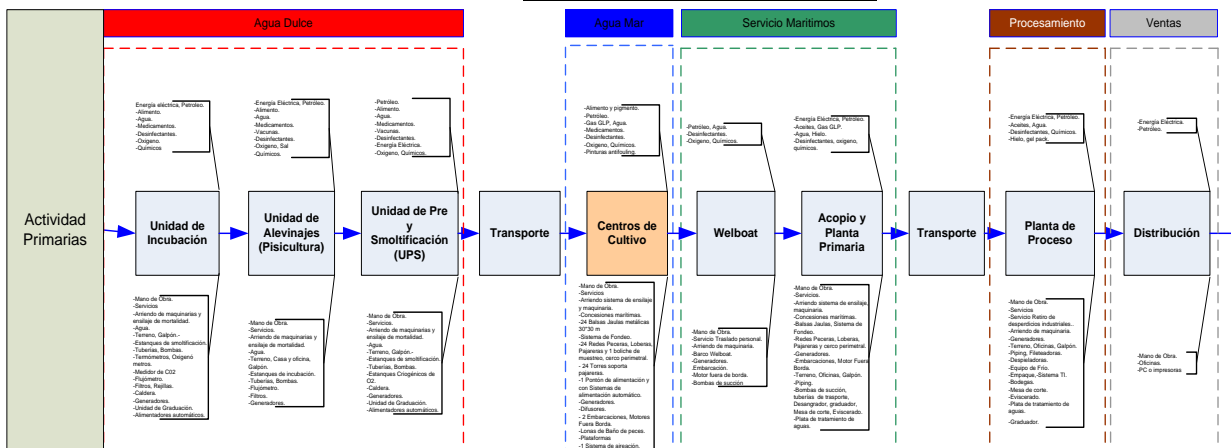 Agua Dulce
Agua Mar
Servicio Maritimos
Procesamiento
Ventas
Actividad
Primarias
Energía eléctrica, Petróleo.
-Alimento.
-Agua.
-Medicamentos.
-Desinfectantes.
-Oxigeno.
-Químicos
-Energía Eléctrica, Petróleo.
-Alimento.
-Agua.
-Medicamentos.
-Vacunas.
-Desinfectantes.
-Oxigeno, Sal
-Químicos.
-Petróleo.
-Alimento.
-Agua.
-Medicamentos.
-Vacunas.
-Desinfectantes.
-Energía Eléctrica.
-Oxigeno, Químicos.
-Alimento y pigmento.
-Petróleo.
-Gas GLP, Agua.
-Medicamentos.
-Desinfectantes,
-Oxigeno, Químicos.
-Pinturas antifouling.
-Petróleo, Agua.
-Desinfectantes.
-Oxigeno, Químicos.
-Energía Eléctrica, Petróleo.
-Aceites, Gas GLP.
-Agua, Hielo.
-Desinfectantes, oxigeno,
químicos.
-Energía Eléctrica, Petróleo.
-Aceites, Agua.
-Desinfectantes, Químicos.
-Hielo, gel pack.
-Energía Eléctrica.
-Petróleo.
Unidad de
Incubación
Unidad de
Alevinajes
(Pisicultura)
Unidad de Pre
y
Smoltificación
(UPS)
Transporte
Centros de
Cultivo
Welboat
Acopio y
Planta
Primaria
Transporte
Planta de
Proceso
Distribución
-Mano de Obra.
-Servicios
-Arriendo de maquinarias y
ensilaje de mortalidad.
-Agua.
-Terreno, Galpón.-
-Estanques de smoltificación.
-Tuberías, Bombas.
-Termómetros, Oxigenó
metros.
-Medidor de C02
-Flujómetro.
-Filtros, Rejillas.
-Caldera.
-Generadores.
-Unidad de Graduación.
-Alimentadores automáticos.
-Mano de Obra.
-Servicios.
-Arriendo de maquinarias y
ensilaje de mortalidad.
-Agua.
-Terreno, Casa y oficina,
Galpón.
-Estanques de incubación.
-Tuberías, Bombas.
-Flujómetro.
-Filtros.
-Generadores.
-Mano de Obra.
-Servicios.
-Arriendo de maquinarias y
ensilaje de mortalidad.
-Agua.
-Terreno, Galpón.-
-Estanques de smoltificación.
-Tuberías, Bombas.
-Estanques Criogénicos de
O2.
-Caldera.
-Generadores.
-Unidad de Graduación.
-Alimentadores automáticos.
-Mano de Obra.
-Servicios
-Arriendo sistema de ensilaje
y maquinaria.
-Concesiones marítimas.
-24 Balsas Jaulas metálicas
30*30 m
-Sistema de Fondeo.
-24 Redes Peceras, Loberas,
Pajareras y 1 boliche de
muestreo, cerco perimetral.
- 24 Torres soporta
pajareras.
-1 Pontón de alimentación y
con Sistemas de
alimentación automático.
-Generadores.
-Difusores.
- 2 Embarcaciones, Motores
Fuera Borda.
-Lonas de Baño de peces.
-Plataformas
-1 Sistema de aireación.
-Mano de Obra.
-Servicio Traslado personal.
-Arriendo de maquinaria.
-Barco Welboat.
-Generadores.
Embarcación.
-Motor fuera de borda.
-Bombas de succión
-Mano de Obra.
-Servicios.
-Arriendo sistema de ensilaje,
maquinaria.
-Concesiones marítimas.
-Balsas Jaulas, Sistema de
Fondeo.
-Redes Peceras, Loberas,
Pajareras y cerco perimetral.
-Generadores.
-Embarcaciones, Motor Fuera
Borda.
-Terreno, Oficinas, Galpón.
-Piping.
-Bombas de succión,
tuberías de trasporte,
Desangrador, graduador,
Mesa de corte, Eviscerado.
-Plata de tratamiento de
aguas.
-Mano de Obra.
-Servicios
-Servicio Retiro de
desperdicios industriales..
-Arriendo de maquinaria.
-Generadores.
-Terreno, Oficinas, Galpón.
-Piping, Fileteadoras.
-Despieladoras.
-Equipo de Frio.
-Empaque,-Sistema TI.
-Bodegas.
-Mesa de corte.
-Eviscerado.
-Plata de tratamiento de
aguas.
-Graduador.
-Mano de Obra.
-Oficinas.
-PC o impresoras